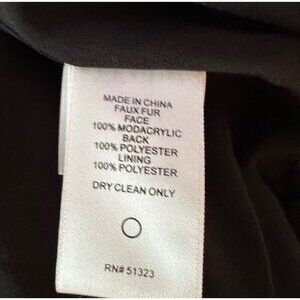 MADE IN CHINA
FAUX FUR
FACE
100% MODACRYLIC
BACK
100% POLYESTER
LINING
100% POLYESTER
DRY CLEAN ONLY
RN# 51323